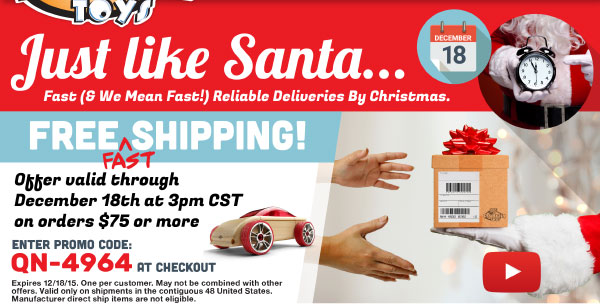 TOYS
Just like Santa...
DECEMBER
18
Fast (& We Mean Fast!) Reliable Deliveries By Christmas.
FREE SHIPPING!
FAST
Offer valid through
December 18th at 3pm CST
on orders $75 or more
ENTER PROMO CODE:
QN-4964 AT CHECKOUT
Expires 12/18/15. One per customer. May not be combined with other
offers. Valid only on shipments in the contiguous 48 United States.
Manufacturer direct ship items are not eligible.